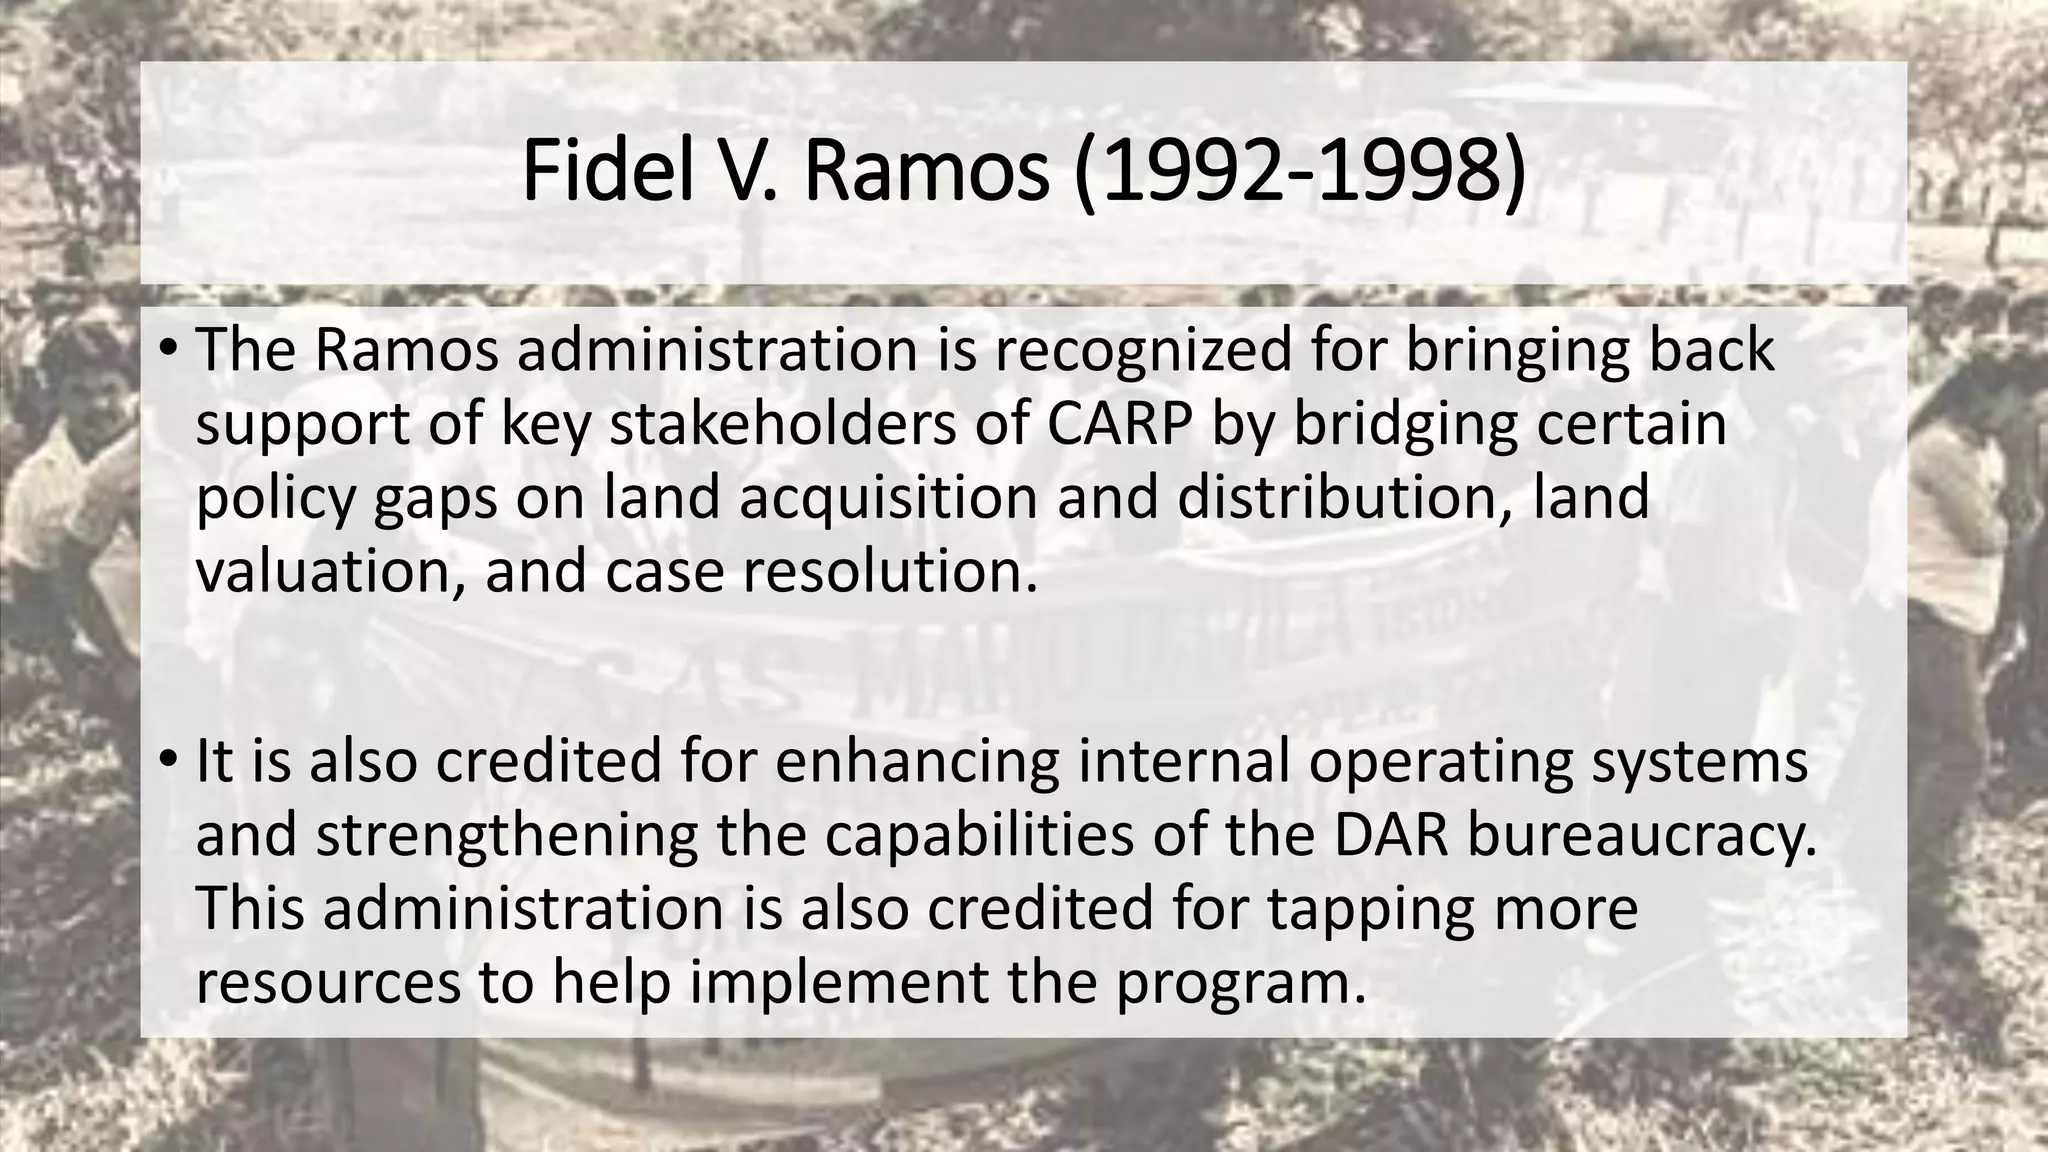 Fidel V. Ramos (1992-1998)
• The Ramos administration is recognized for bringing back
support of key stakeholders of CARP by bridging certain
policy gaps on land acquisition and distribution, land
valuation, and case resolution.
• It is also credited for enhancing internal operating systems
and strengthening the capabilities of the DAR bureaucracy.
This administration is also credited for tapping more
resources to help implement the program.
MARIO DAVILA